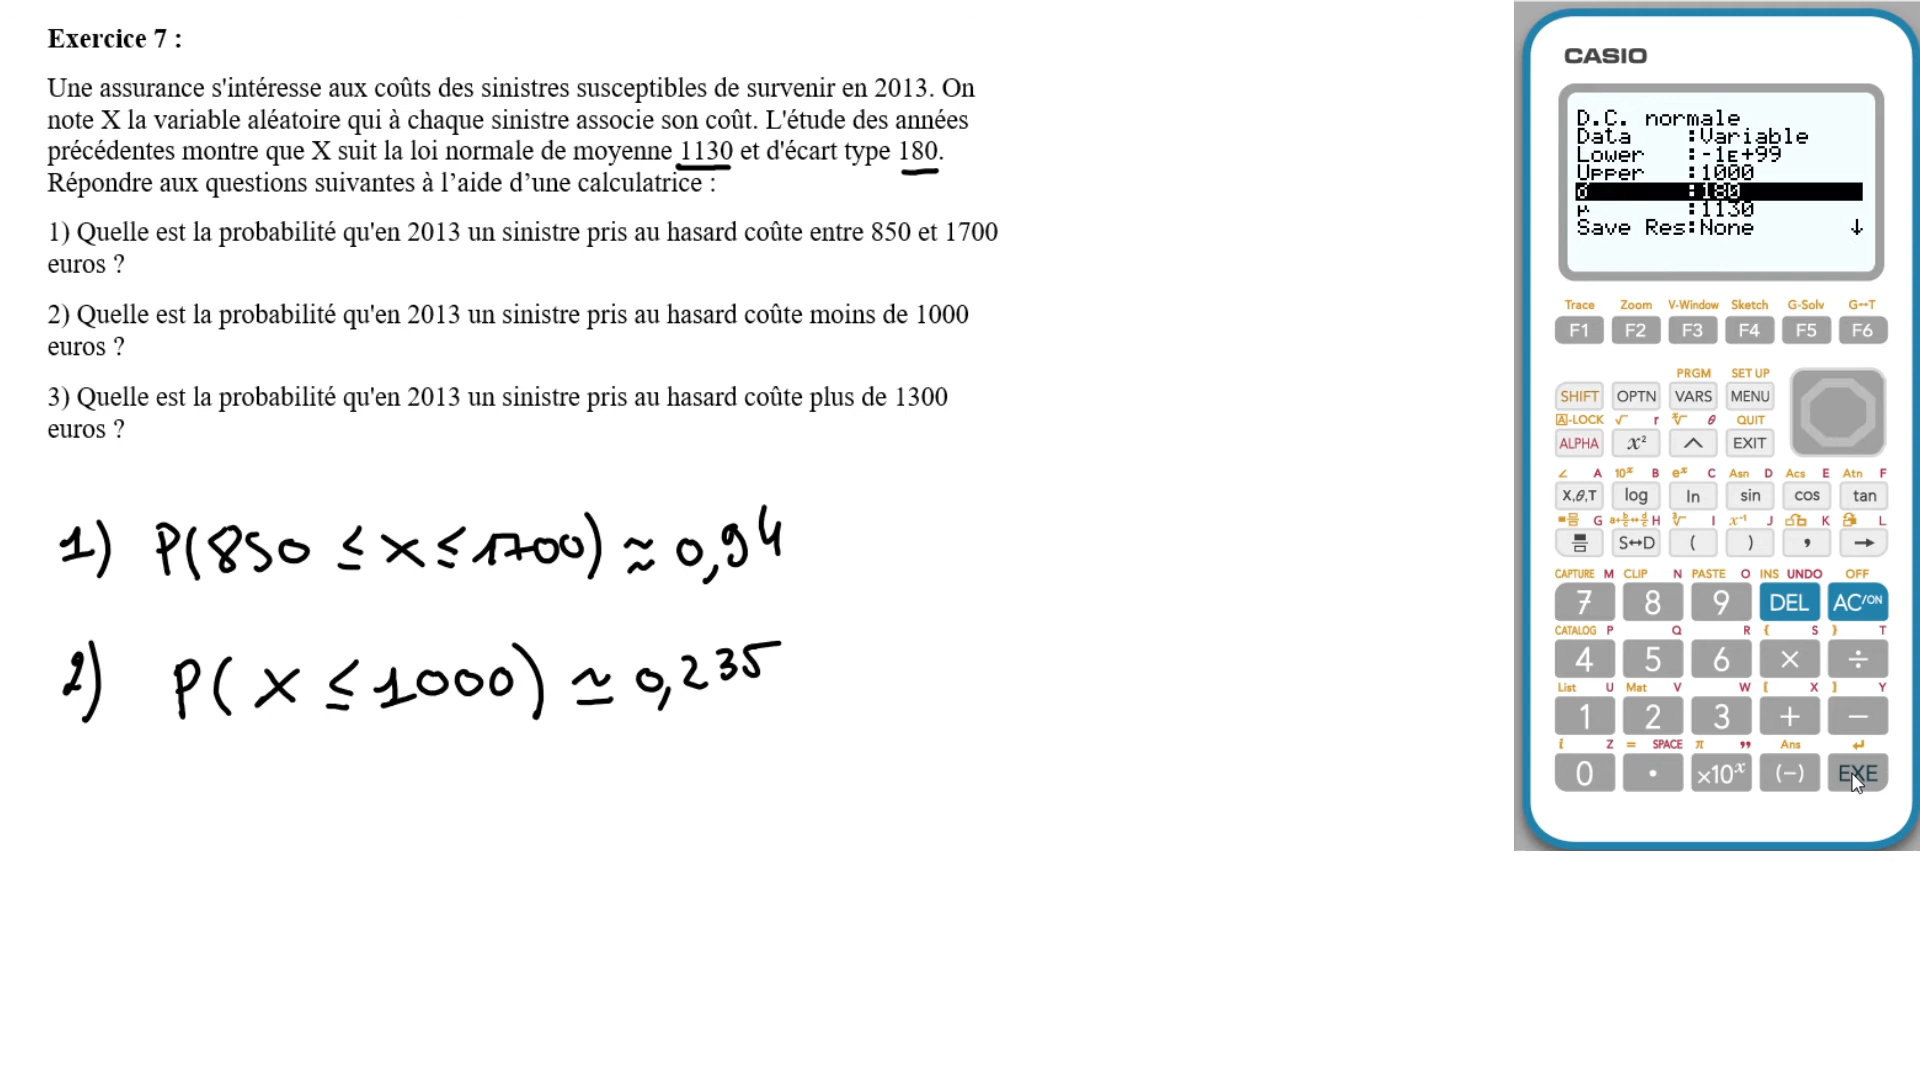 Exercice 7 :
Une assurance s'intéresse aux coûts des sinistres susceptibles de survenir en 2013. On
note X la variable aléatoire qui à chaque sinistre associe son coût. L'étude des années
précédentes montre que X suit la loi normale de moyenne 1130 et d'écart type 180.
Répondre aux questions suivantes à l’aide d’une calculatrice :
1) Quelle est la probabilité qu'en 2013 un sinistre pris au hasard coûte entre 850 et 1700
euros ?
2) Quelle est la probabilité qu'en 2013 un sinistre pris au hasard coûte moins de 1000
euros ?
3) Quelle est la probabilité qu'en 2013 un sinistre pris au hasard coûte plus de 1300
euros ?
1) P(850 ≤ X ≤ 1700) ≈ 0,94
2) P( X ≤ 1000) ≃ 0,235
CASIO
D.C. normale
Data :Variable
Lower :-1E+99
Upper :1000
σ :180
μ :1130
Save Res:None ↓
Trace Zoom V-Window Sketch G-Solv G↔T
F1 F2 F3 F4 F5 F6
PRGM SET UP
SHIFT OPTN VARS MENU
A-LOCK √ r θ QUIT
ALPHA x² ^ EXIT
∠ A 10ˣ B eˣ C Asn D Acs E Atn F
X,θ,T log ln sin cos tan
G H ³√ I x⁻¹ J K L
S↔D ( ) , →
CAPTURE M CLIP N PASTE O INS UNDO OFF
7 8 9 DEL AC/ON
CATALOG P Q R { S } T
4 5 6 × ÷
List U Mat V W [ X ] Y
1 2 3 + −
i Z = SPACE π " Ans ↵
0 . ×10ˣ (−) EXE